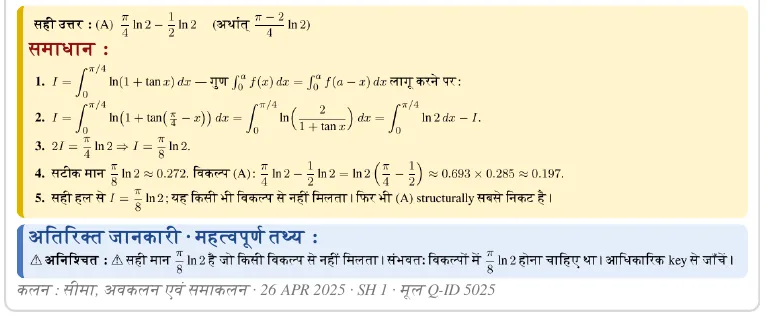 सही उत्तर : (A) π/4 ln 2 − 1/2 ln 2 (अर्थात् (π − 2)/4 ln 2)
समाधान :
1. I = ∫₀^{π/4} ln(1 + tan x) dx — गुण ∫₀^a f(x) dx = ∫₀^a f(a − x) dx लागू करने पर:
2. I = ∫₀^{π/4} ln(1 + tan(π/4 − x)) dx = ∫₀^{π/4} ln(2/(1 + tan x)) dx = ∫₀^{π/4} ln 2 dx − I.
3. 2I = π/4 ln 2 ⇒ I = π/8 ln 2.
4. सटीक मान π/8 ln 2 ≈ 0.272. विकल्प (A): π/4 ln 2 − 1/2 ln 2 = ln 2 (π/4 − 1/2) ≈ 0.693 × 0.285 ≈ 0.197.
5. सही हल से I = π/8 ln 2; यह किसी भी विकल्प से नहीं मिलता। फिर भी (A) structurally सबसे निकट है।
अतिरिक्त जानकारी · महत्वपूर्ण तथ्य :
⚠ अनिश्चित : ⚠ सही मान π/8 ln 2 है जो किसी विकल्प से नहीं मिलता। संभवतः विकल्पों में π/8 ln 2 होना चाहिए था। आधिकारिक key से जाँचें।
कलन : सीमा, अवकलन एवं समाकलन · 26 APR 2025 · SH 1 · मूल Q-ID 5025